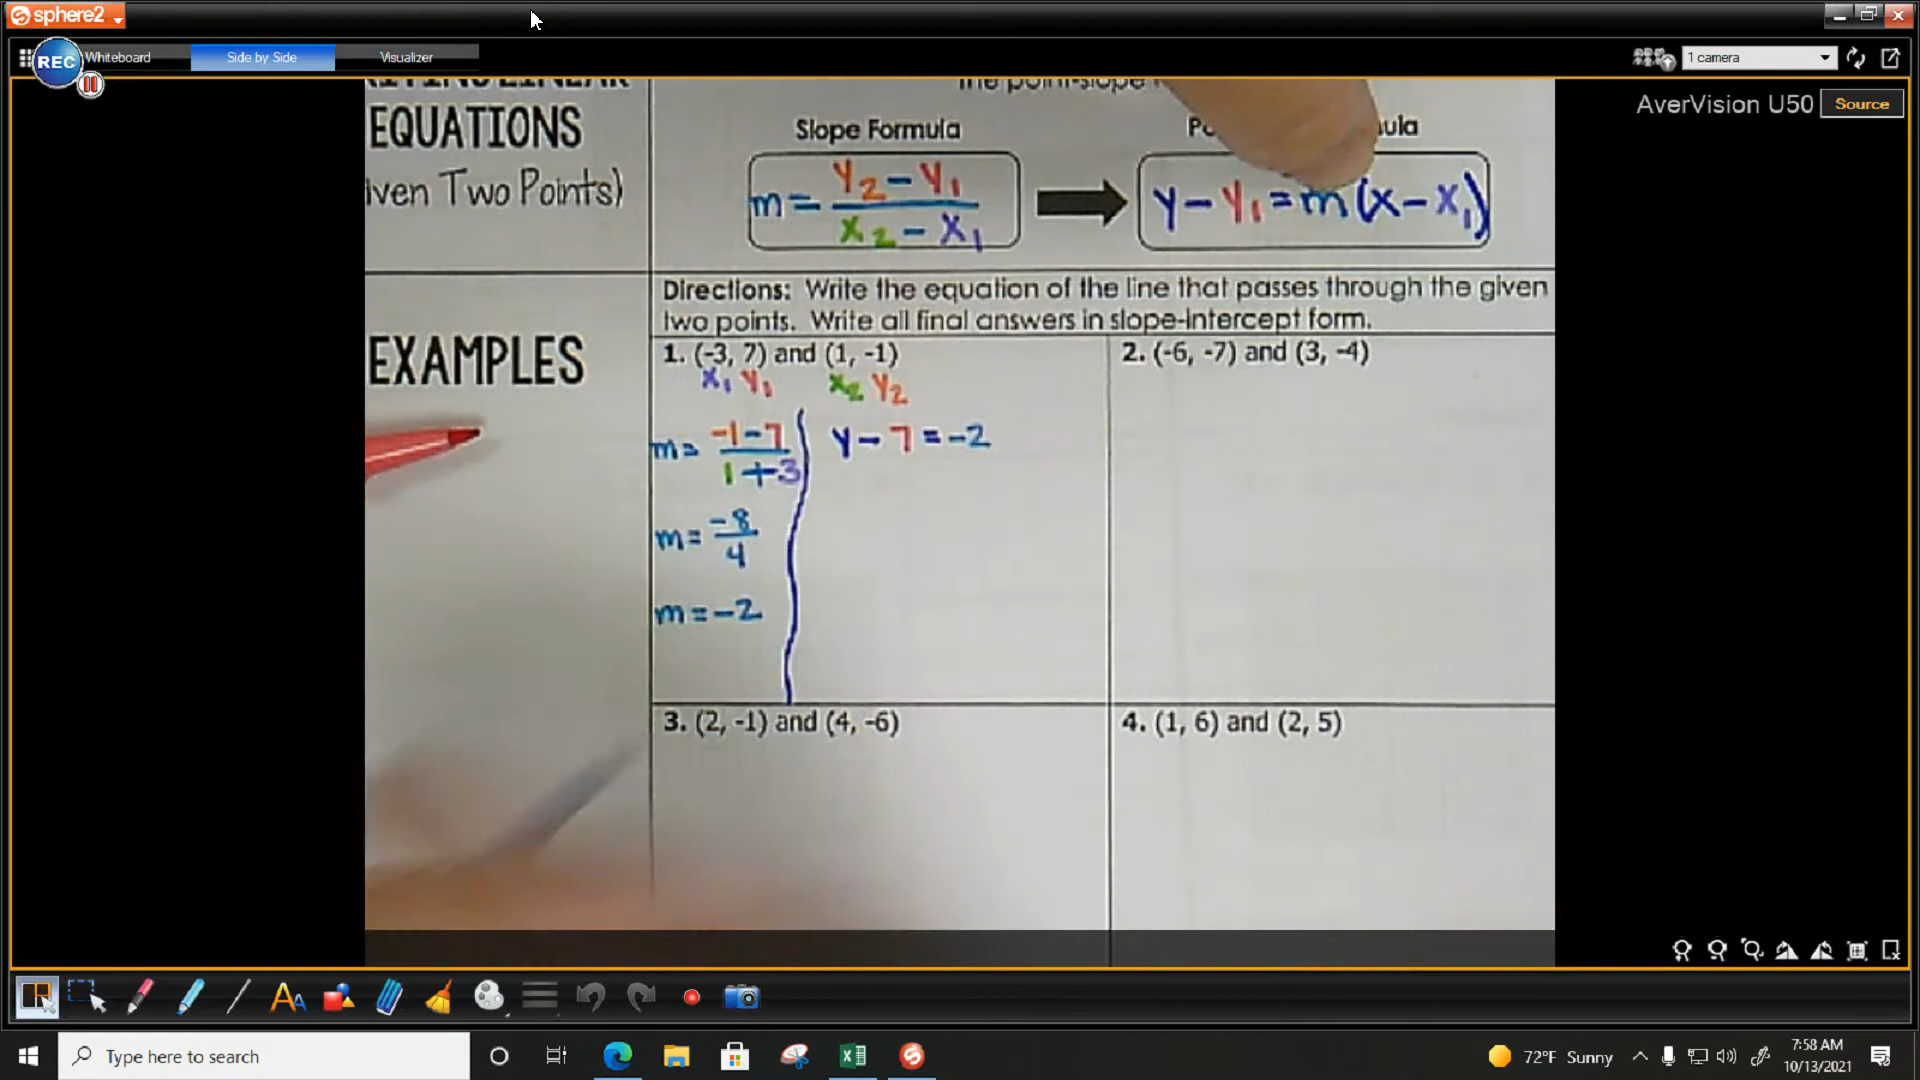 sphere2
REC
Whiteboard
Side by Side
Visualizer
1 camera
AverVision U50
Source
EQUATIONS
iven Two Points)
The point-slope
Slope Formula
m = y₂ - y₁ / x₂ - x₁
y - y₁ = m(x - x₁)
Directions: Write the equation of the line that passes through the given
two points. Write all final answers in slope-intercept form.
EXAMPLES
1. (-3, 7) and (1, -1)
x₁ y₁ x₂ y₂
m = -1 - 7 / 1 + 3
y - 7 = -2
m = -8 / 4
m = -2
2. (-6, -7) and (3, -4)
3. (2, -1) and (4, -6)
4. (1, 6) and (2, 5)
Type here to search
72°F Sunny
7:58 AM
10/13/2021